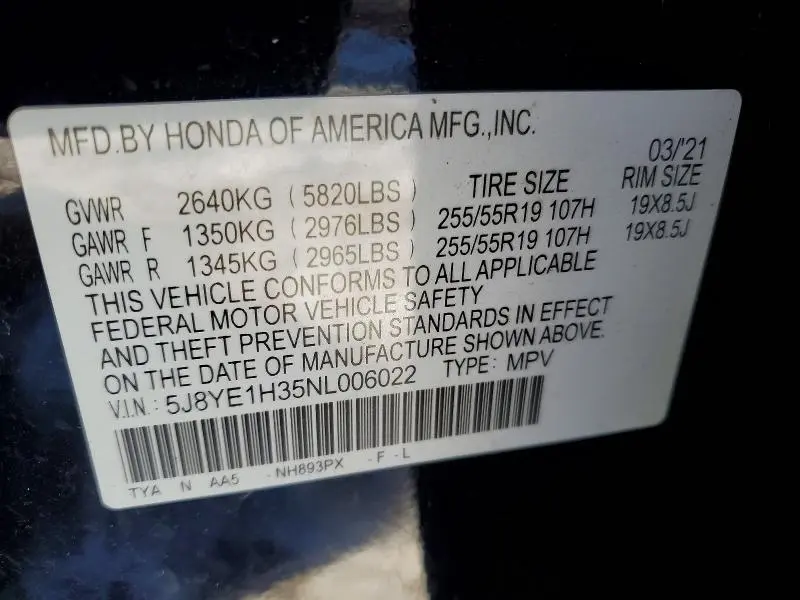 MFD.BY HONDA OF AMERICA MFG.,INC.
03/'21
GVWR 2640KG (5820LBS) TIRE SIZE RIM SIZE
GAWR F 1350KG (2976LBS) 255/55R19 107H 19X8.5J
GAWR R 1345KG (2965LBS) 255/55R19 107H 19X8.5J
THIS VEHICLE CONFORMS TO ALL APPLICABLE
FEDERAL MOTOR VEHICLE SAFETY
AND THEFT PREVENTION STANDARDS IN EFFECT
ON THE DATE OF MANUFACTURE SHOWN ABOVE.
V.I.N.: 5J8YE1H35NL006022 TYPE: MPV
TYA N AA5 -NH893PX -F -L